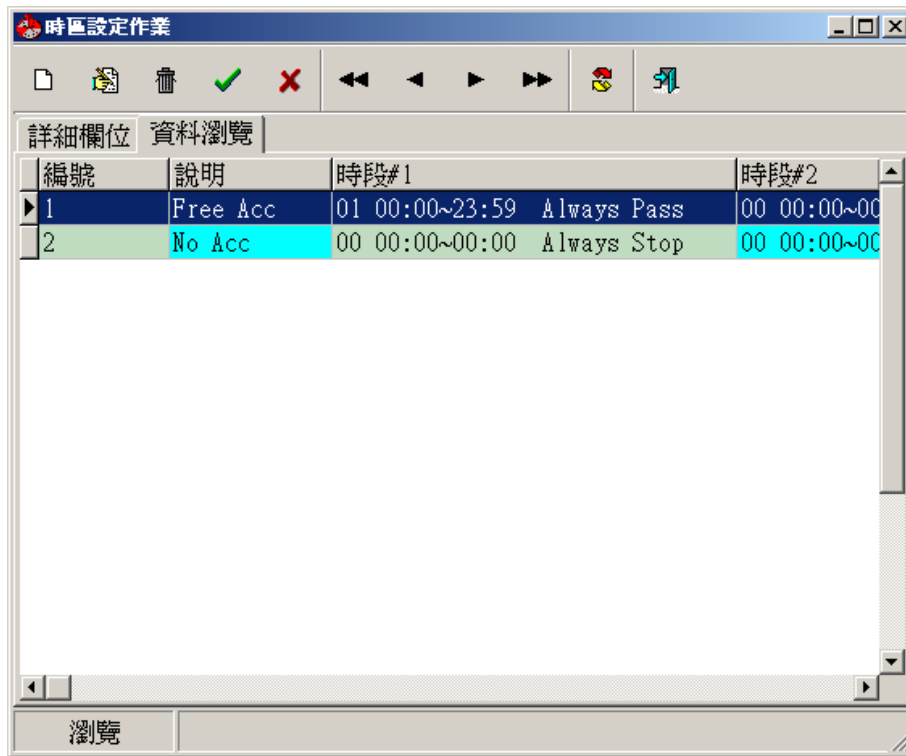 時區設定作業
詳細欄位 資料瀏覽
編號 說明 時段#1 時段#2
1 Free Acc 01 00:00~23:59 Always Pass 00 00:00~00
2 No Acc 00 00:00~00:00 Always Stop 00 00:00~00
瀏覽